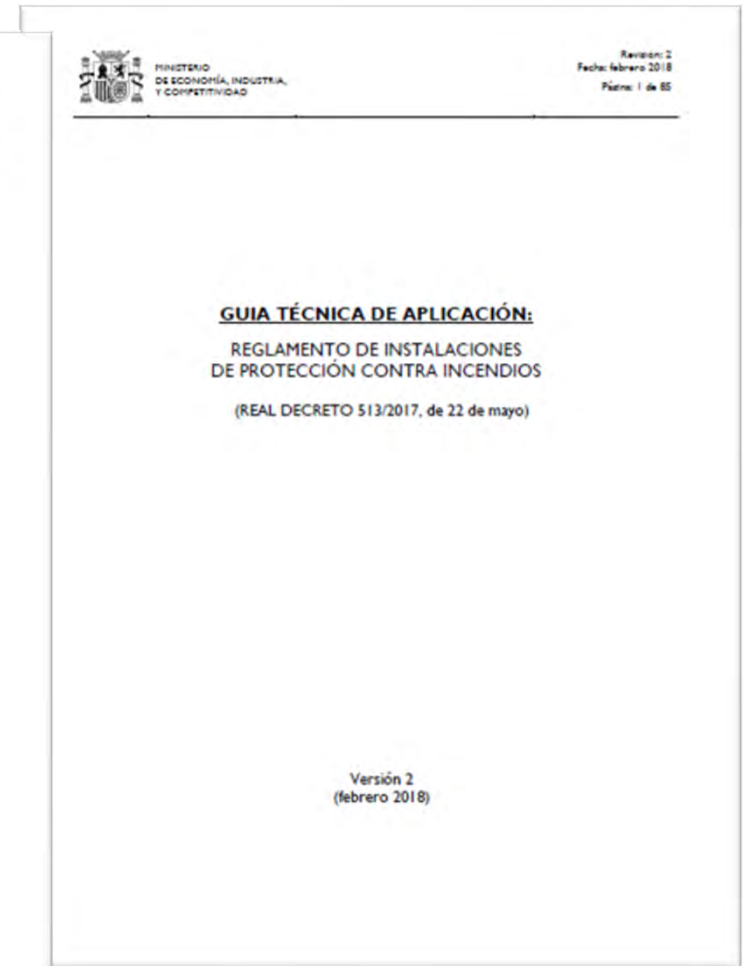 MINISTERIO
DE ECONOMÍA, INDUSTRIA,
Y COMPETITIVIDAD
Revisión: 2
Fecha: febrero 2018
Página: 1 de 85
GUIA TÉCNICA DE APLICACIÓN:
REGLAMENTO DE INSTALACIONES
DE PROTECCIÓN CONTRA INCENDIOS
(REAL DECRETO 513/2017, de 22 de mayo)
Versión 2
(febrero 2018)